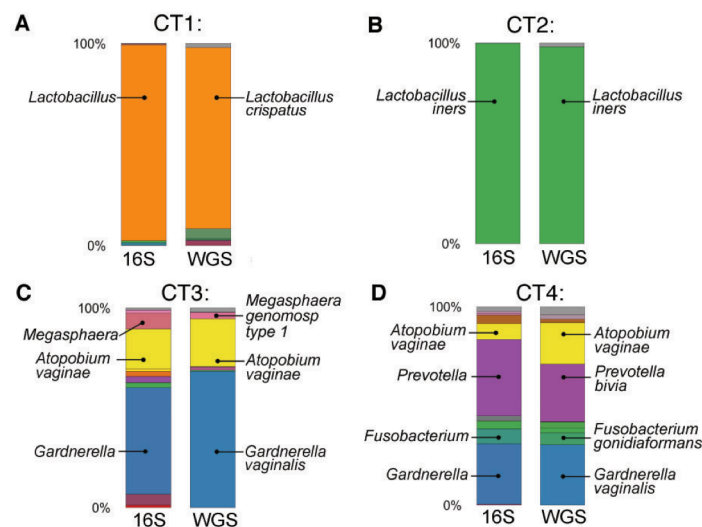 A
CT1:
100%
Lactobacillus
Lactobacillus
crispatus
0%
16S
WGS
B
CT2:
100%
Lactobacillus
iners
Lactobacillus
iners
0%
16S
WGS
C
CT3:
100%
Megasphaera
Megasphaera
genomosp
type 1
Atopobium
vaginae
Atopobium
vaginae
Gardnerella
Gardnerella
vaginalis
0%
16S
WGS
D
CT4:
100%
Atopobium
vaginae
Atopobium
vaginae
Prevotella
Prevotella
bivia
Fusobacterium
Fusobacterium
gonidiaformans
Gardnerella
Gardnerella
vaginalis
0%
16S
WGS